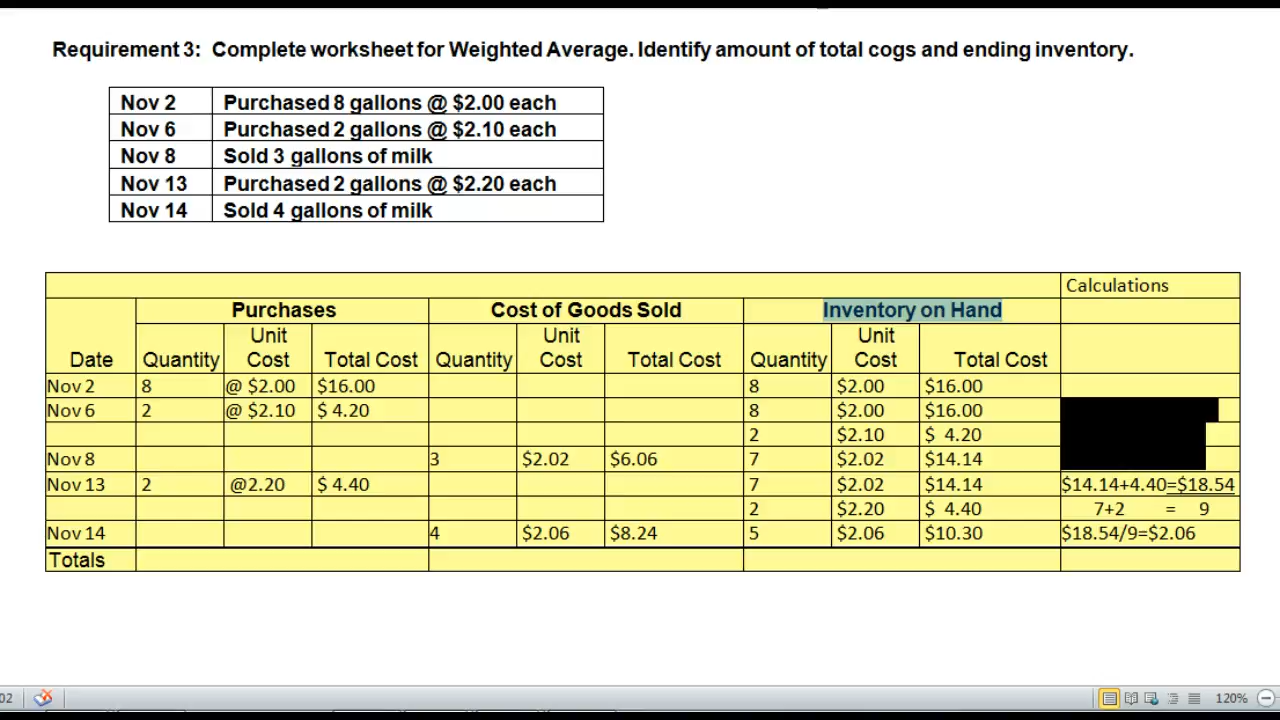 Requirement 3: Complete worksheet for Weighted Average. Identify amount of total cogs and ending inventory.
Nov 2 Purchased 8 gallons @ $2.00 each
Nov 6 Purchased 2 gallons @ $2.10 each
Nov 8 Sold 3 gallons of milk
Nov 13 Purchased 2 gallons @ $2.20 each
Nov 14 Sold 4 gallons of milk
Calculations
Purchases Cost of Goods Sold Inventory on Hand
Unit Unit Unit
Date Quantity Cost Total Cost Quantity Cost Total Cost Quantity Cost Total Cost
Nov 2 8 @ $2.00 $16.00 8 $2.00 $16.00
Nov 6 2 @ $2.10 $ 4.20 8 $2.00 $16.00
2 $2.10 $ 4.20
Nov 8 3 $2.02 $6.06 7 $2.02 $14.14
Nov 13 2 @2.20 $ 4.40 7 $2.02 $14.14 $14.14+4.40=$18.54
2 $2.20 $ 4.40 7+2 = 9
Nov 14 4 $2.06 $8.24 5 $2.06 $10.30 $18.54/9=$2.06
Totals
02 120%